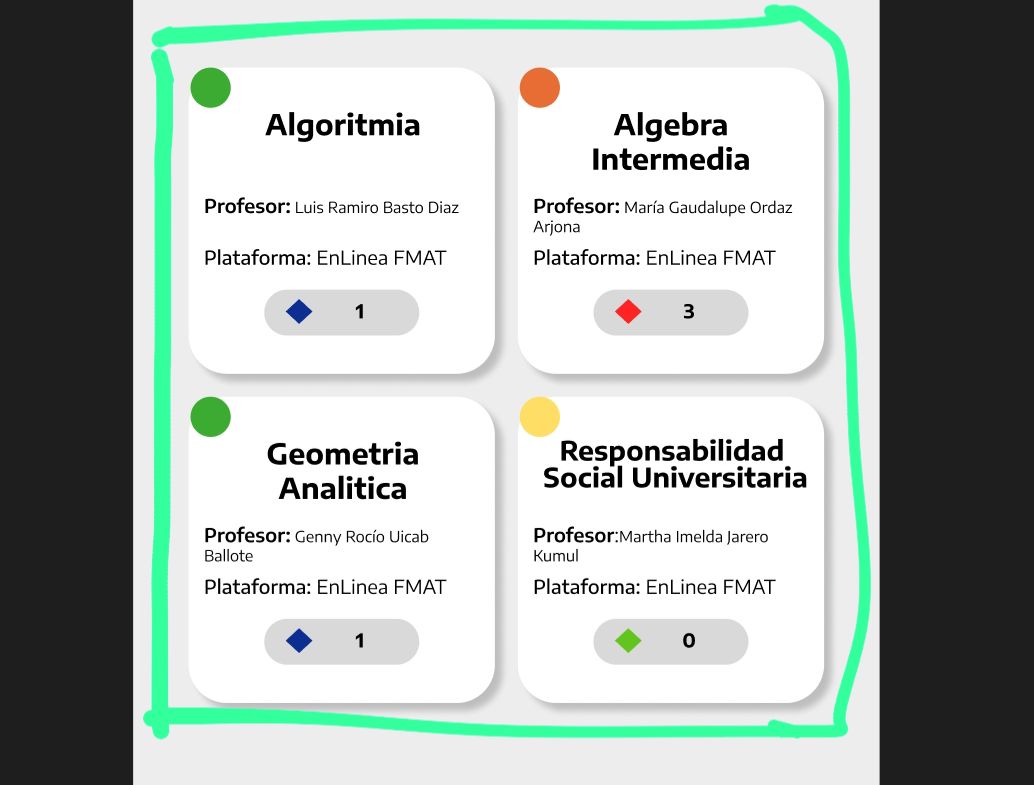 Algoritmia
Profesor: Luis Ramiro Basto Diaz
Plataforma: EnLinea FMAT
1
Algebra
Intermedia
Profesor: María Gaudalupe Ordaz
Arjona
Plataforma: EnLinea FMAT
3
Geometria
Analitica
Profesor: Genny Rocío Uicab
Ballote
Plataforma: EnLinea FMAT
1
Responsabilidad
Social Universitaria
Profesor:Martha Imelda Jarero
Kumul
Plataforma: EnLinea FMAT
0